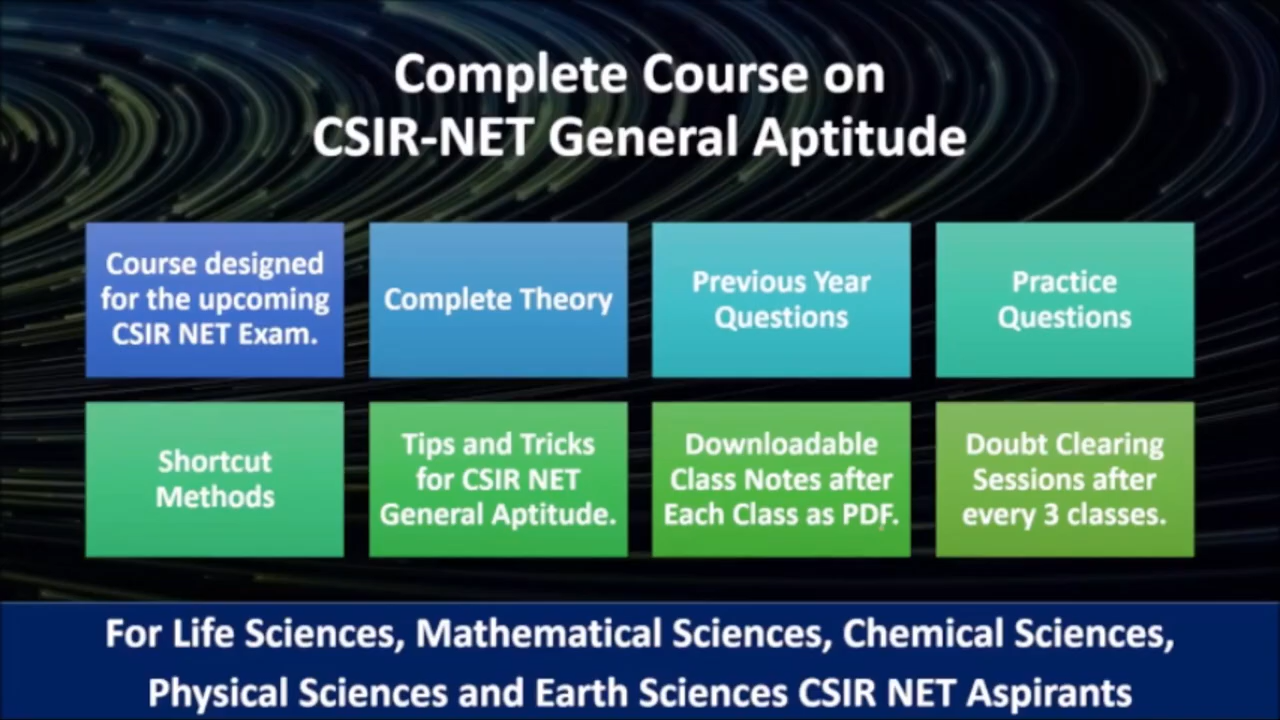 Complete Course on
CSIR-NET General Aptitude
Course designed
for the upcoming
CSIR NET Exam.
Complete Theory
Previous Year
Questions
Practice
Questions
Shortcut
Methods
Tips and Tricks
for CSIR NET
General Aptitude.
Downloadable
Class Notes after
Each Class as PDF.
Doubt Clearing
Sessions after
every 3 classes.
For Life Sciences, Mathematical Sciences, Chemical Sciences,
Physical Sciences and Earth Sciences CSIR NET Aspirants